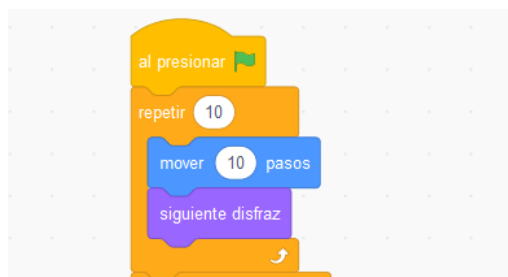 al presionar
repetir 10
mover 10 pasos
siguiente disfraz